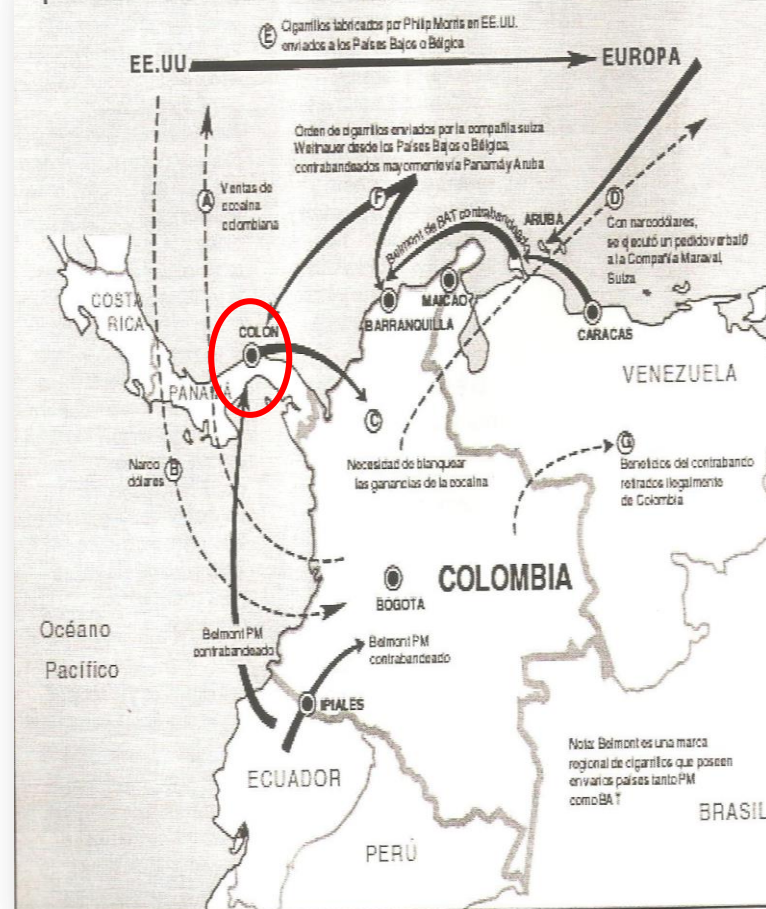 Ⓔ Cigarrillos fabricados por Philip Morris en EE.UU.
enviados a los Países Bajos o Bélgica
EE.UU.
EUROPA
Orden de cigarrillos enviados por la compañía suiza
Weitnauer desde los Países Bajos o Bélgica,
contrabandeados mayormente vía Panamá y Aruba
Ⓐ Ventas de
cocaína
colombiana
Ⓕ
Ⓓ
ARUBA
Con narcodólares,
se ejecutó un pedido verbal
a la Compañía Maraval,
Suiza
Belmont de BAT contrabandeado
COSTA
RICA
COLÓN
BARRANQUILLA
MAICAO
CARACAS
VENEZUELA
PANAMÁ
Ⓒ
Narco
dólares
Ⓑ
Necesidad de blanquear
las ganancias de la cocaína
Ⓖ
Beneficios del contrabando
retirados ilegalmente
de Colombia
COLOMBIA
BOGOTA
Océano
Pacífico
Belmont PM
contrabandeado
Belmont PM
contrabandeado
IPIALES
ECUADOR
Nota: Belmont es una marca
regional de cigarrillos que poseen
en varios países tanto PM
como BAT
BRASIL
PERÚ